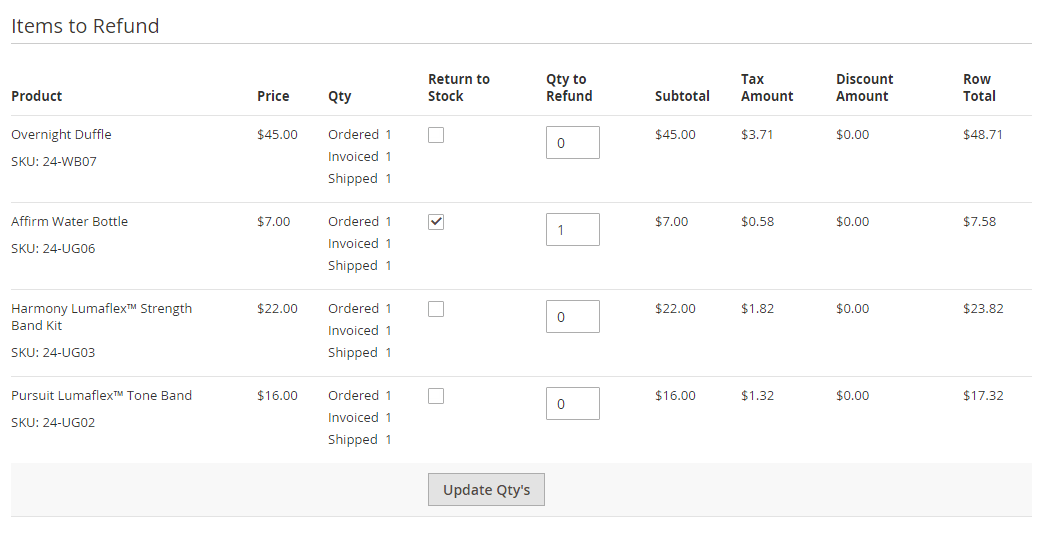 Items to Refund
Product Price Qty Return to Stock Qty to Refund Subtotal Tax Amount Discount Amount Row Total
Overnight Duffle $45.00 Ordered 1 0 $45.00 $3.71 $0.00 $48.71
SKU: 24-WB07 Invoiced 1
Shipped 1
Affirm Water Bottle $7.00 Ordered 1 1 $7.00 $0.58 $0.00 $7.58
SKU: 24-UG06 Invoiced 1
Shipped 1
Harmony Lumaflex™ Strength $22.00 Ordered 1 0 $22.00 $1.82 $0.00 $23.82
Band Kit Invoiced 1
SKU: 24-UG03 Shipped 1
Pursuit Lumaflex™ Tone Band $16.00 Ordered 1 0 $16.00 $1.32 $0.00 $17.32
SKU: 24-UG02 Invoiced 1
Shipped 1
Update Qty's